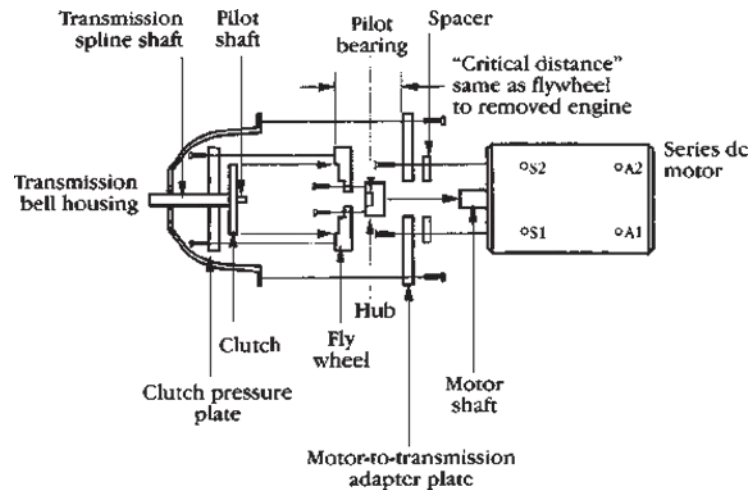 Transmission
spline shaft
Pilot
shaft
Pilot
bearing
Spacer
"Critical distance"
same as flywheel
to removed engine
Series dc
motor
S2
A2
Transmission
bell housing
S1
A1
Hub
Clutch
Fly
wheel
Clutch pressure
plate
Motor
shaft
Motor-to-transmission
adapter plate